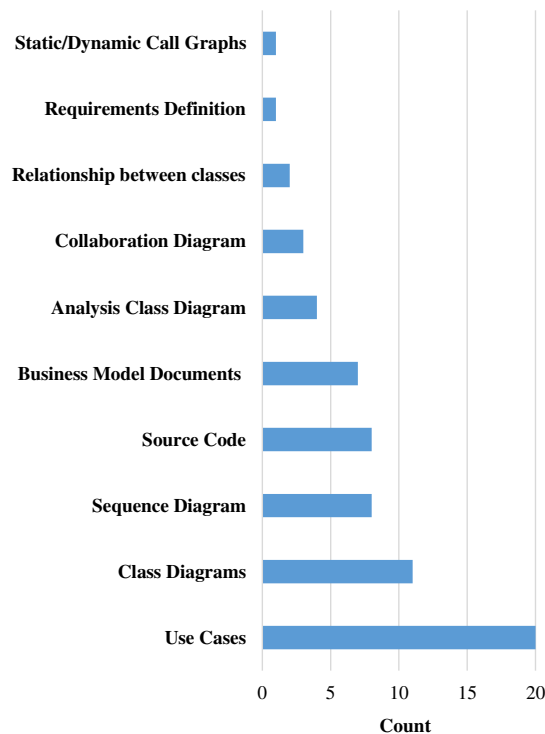 Static/Dynamic Call Graphs
Requirements Definition
Relationship between classes
Collaboration Diagram
Analysis Class Diagram
Business Model Documents
Source Code
Sequence Diagram
Class Diagrams
Use Cases
0 5 10 15 20
Count